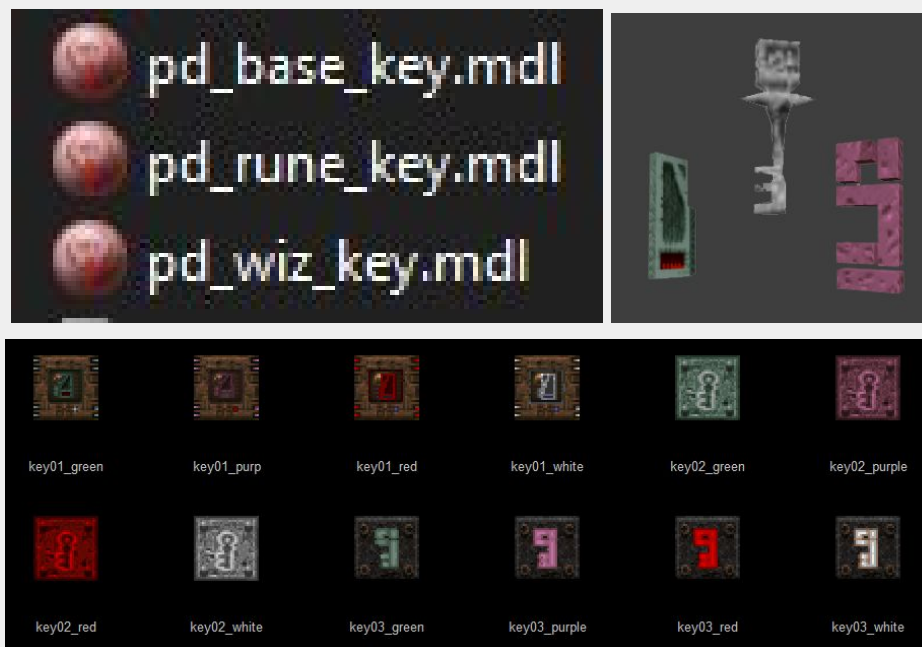 pd_base_key.mdl
pd_rune_key.mdl
pd_wiz_key.mdl
key01_green
key01_purp
key01_red
key01_white
key02_green
key02_purple
key02_red
key02_white
key03_green
key03_purple
key03_red
key03_white